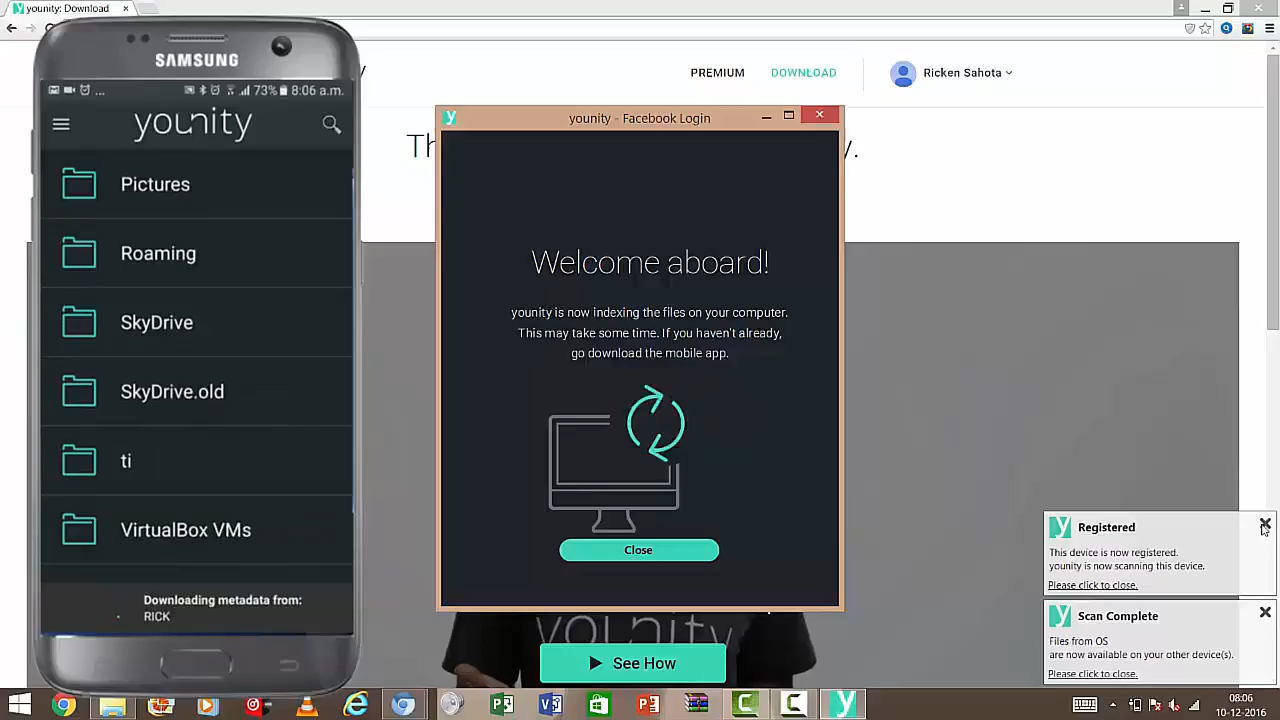 younity: Download
PREMIUM
DOWNLOAD
Ricken Sahota
SAMSUNG
... 73% 8:06 a.m.
younity
Pictures
Roaming
SkyDrive
SkyDrive.old
ti
VirtualBox VMs
Downloading metadata from:
RICK
y
younity - Facebook Login
Welcome aboard!
younity is now indexing the files on your computer.
This may take some time. If you haven't already,
go download the mobile app.
Close
younity
See How
y Registered
This device is now registered.
younity is now scanning this device.
Please click to close.
y Scan Complete
Files from OS
are now available on your other device(s).
Please click to close.
08:06
10-12-2016